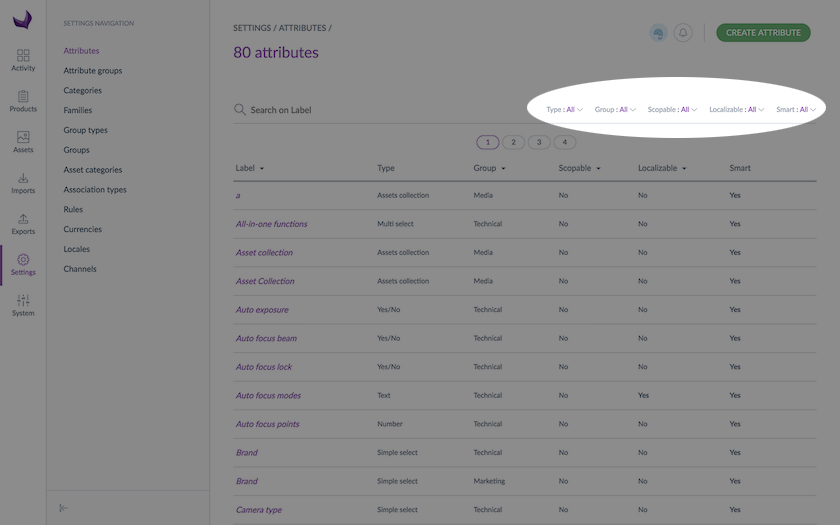 SETTINGS / ATTRIBUTES /
80 attributes
CREATE ATTRIBUTE
SETTINGS NAVIGATION
Attributes
Attribute groups
Categories
Families
Group types
Groups
Asset categories
Association types
Rules
Currencies
Locales
Channels
Activity
Products
Assets
Imports
Exports
Settings
System
Search on Label
Type : All Group : All Scopable : All Localizable : All Smart : All
1 2 3 4
Label Type Group Scopable Localizable Smart
a Assets collection Media No No Yes
All-in-one functions Multi select Technical No No Yes
Asset collection Assets collection Media No No Yes
Asset Collection Assets collection Media No No Yes
Auto exposure Yes/No Technical No No Yes
Auto focus beam Yes/No Technical No No Yes
Auto focus lock Yes/No Technical No No Yes
Auto focus modes Text Technical No Yes Yes
Auto focus points Number Technical No No Yes
Brand Simple select Technical No No Yes
Brand Simple select Marketing No No Yes
Camera type Simple select Technical No No Yes